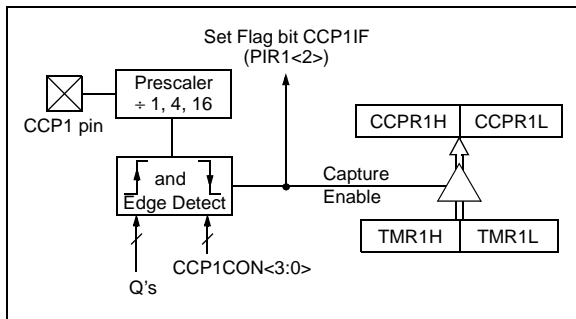 Set Flag bit CCP1IF
(PIR1<2>)
Prescaler
÷ 1, 4, 16
CCP1 pin
CCPR1H
CCPR1L
and
Edge Detect
Capture
Enable
TMR1H
TMR1L
CCP1CON<3:0>
Q's